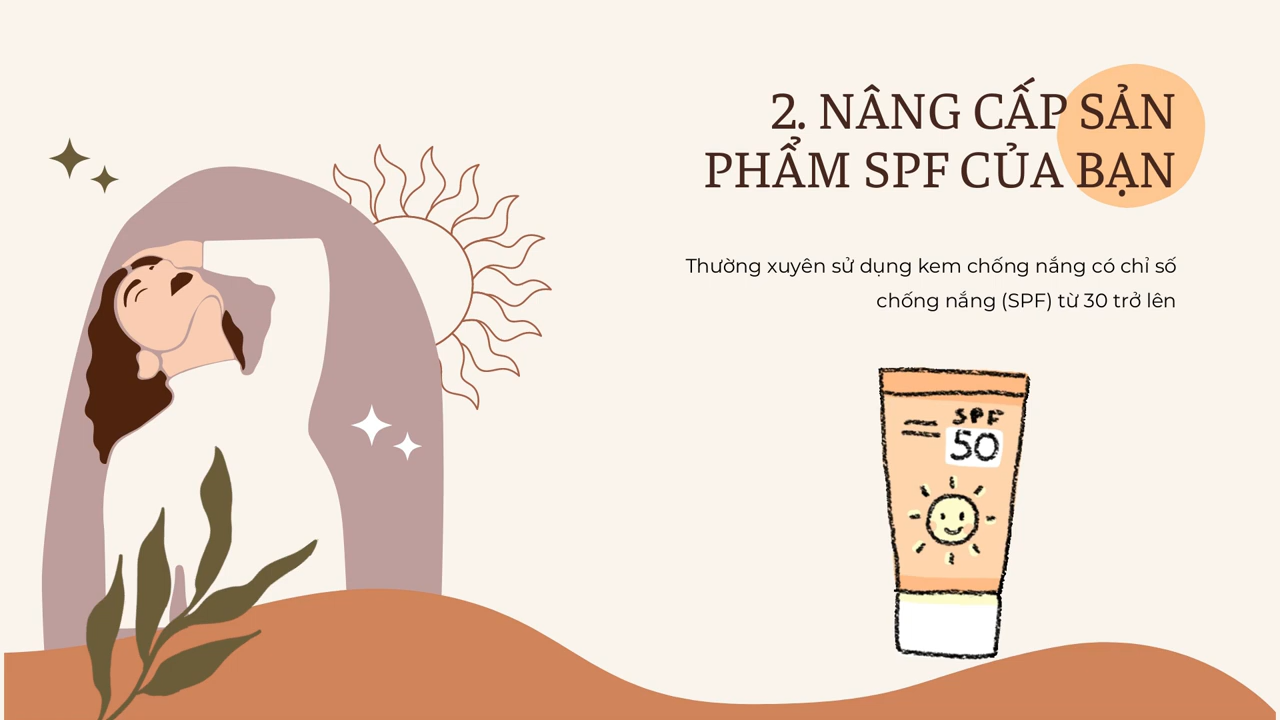 2. NÂNG CẤP SẢN
PHẨM SPF CỦA BẠN
Thường xuyên sử dụng kem chống nắng có chỉ số
chống nắng (SPF) từ 30 trở lên
SPF
50